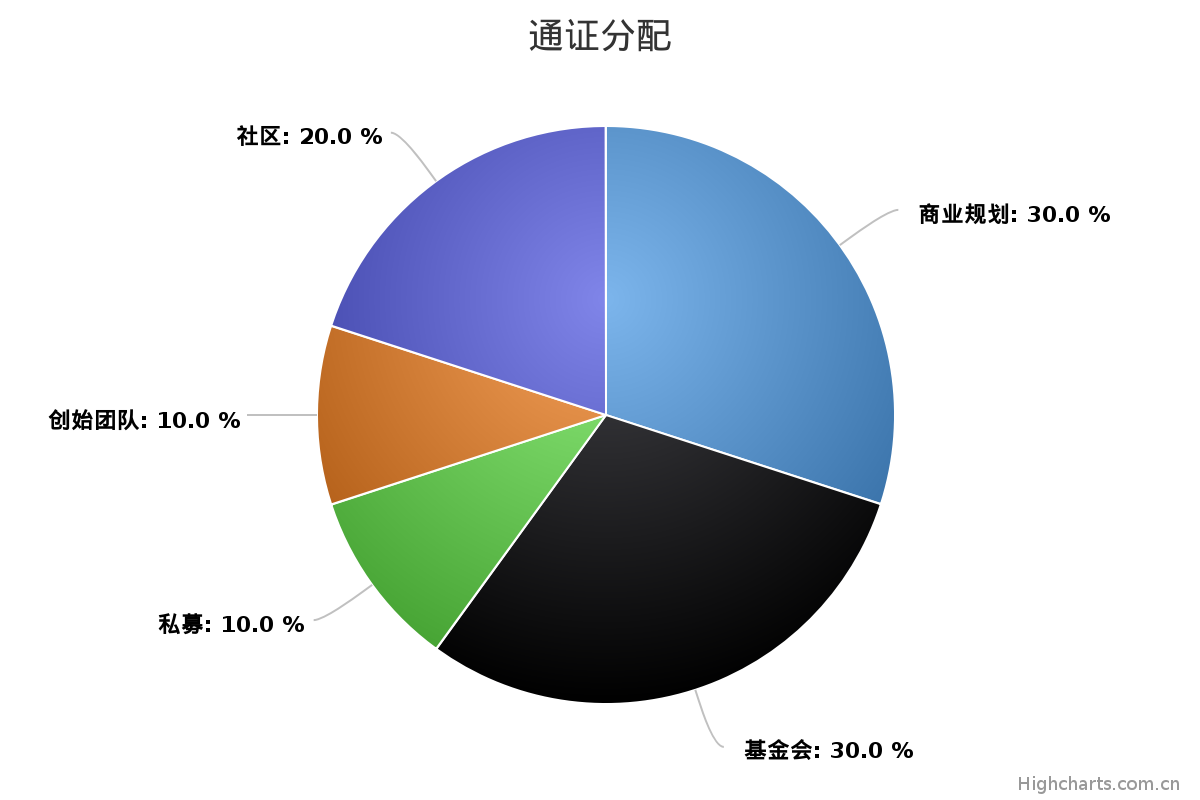 通证分配
社区: 20.0 %
商业规划: 30.0 %
创始团队: 10.0 %
私募: 10.0 %
基金会: 30.0 %
Highcharts.com.cn